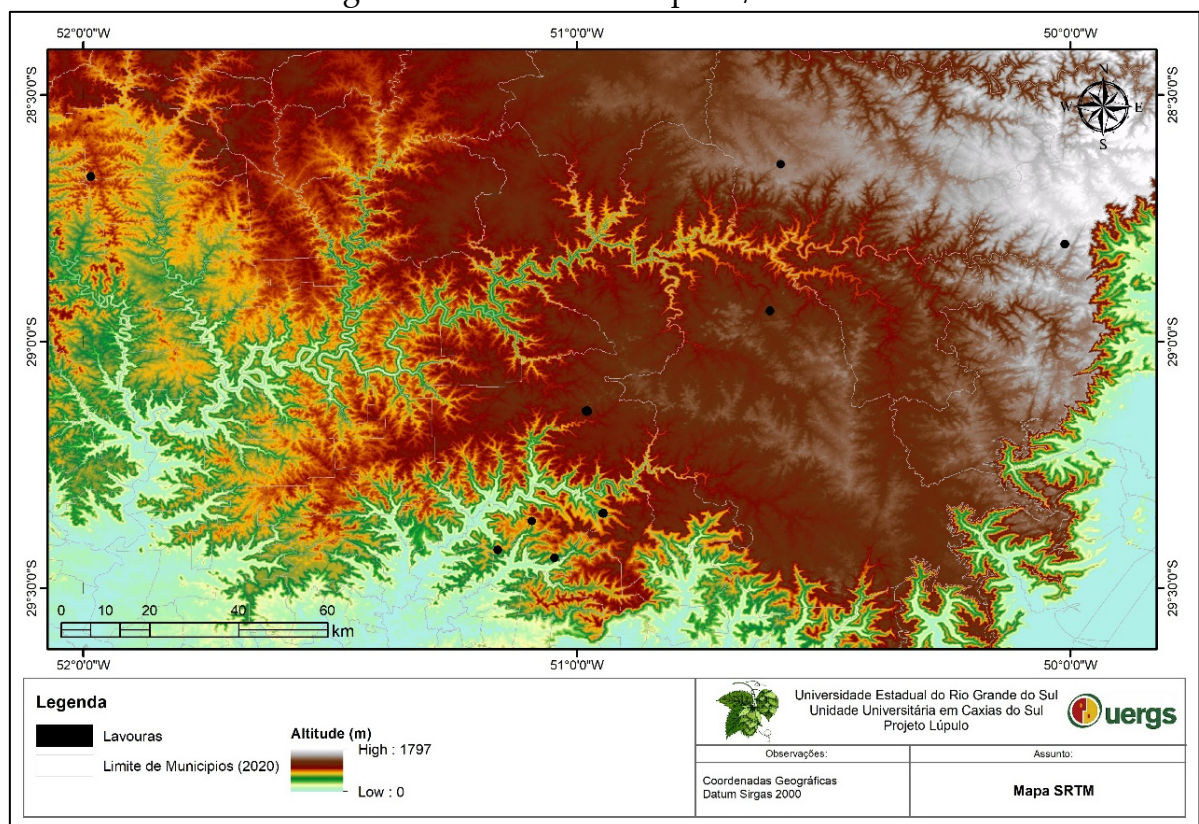 52°0'0"W
51°0'0"W
50°0'0"W
28°30'0"S
28°30'0"S
N
W
E
S
29°0'0"S
29°0'0"S
29°30'0"S
29°30'0"S
0 10 20 40 60
km
52°0'0"W
51°0'0"W
50°0'0"W
Legenda
Lavouras
Limite de Municipios (2020)
Altitude (m)
High : 1797
Low : 0
Universidade Estadual do Rio Grande do Sul
Unidade Universitária em Caxias do Sul
Projeto Lúpulo
uergs
Observações:
Assunto:
Coordenadas Geográficas
Datum Sirgas 2000
Mapa SRTM